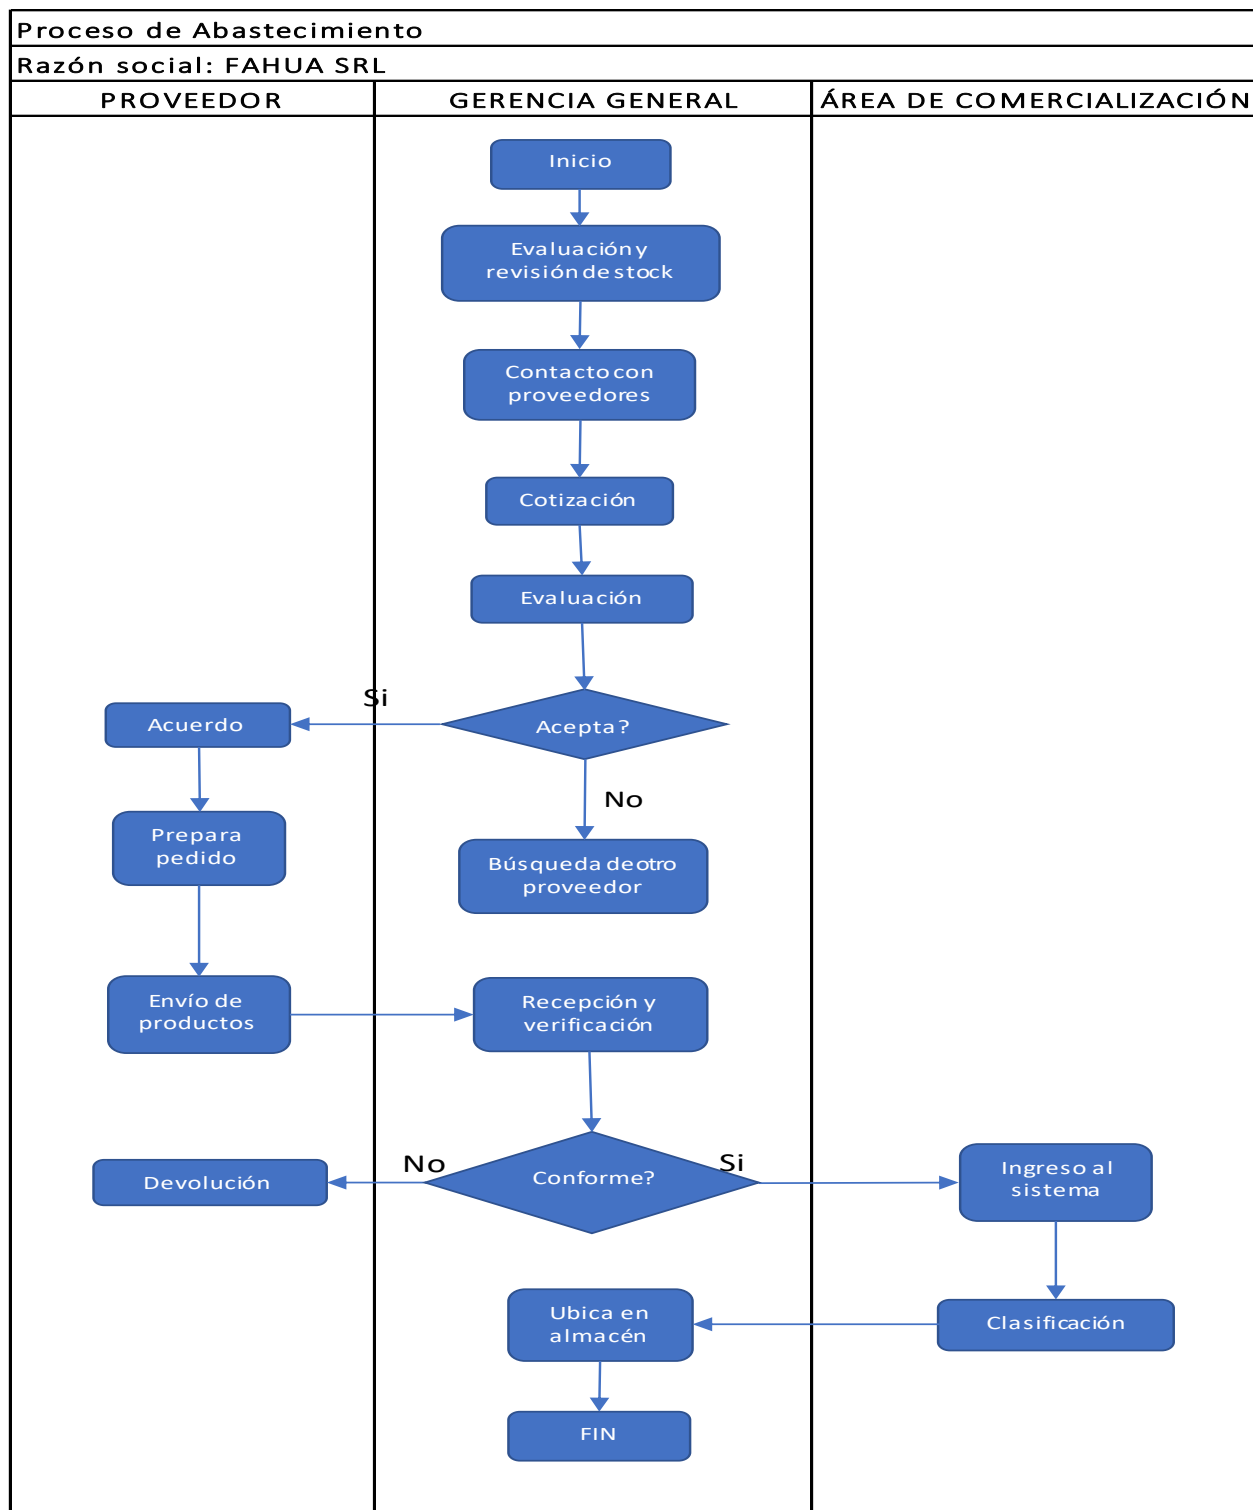 Proceso de Abastecimiento
Razón social: FAHUA SRL
PROVEEDOR
GERENCIA GENERAL
ÁREA DE COMERCIALIZACIÓN
Inicio
Evaluación y
revisión de stock
Contacto con
proveedores
Cotización
Evaluación
Si
Acepta?
Acuerdo
No
Prepara
pedido
Búsqueda de otro
proveedor
Envío de
productos
Recepción y
verificación
No
Si
Devolución
Conforme?
Ingreso al
sistema
Ubica en
almacén
Clasificación
FIN